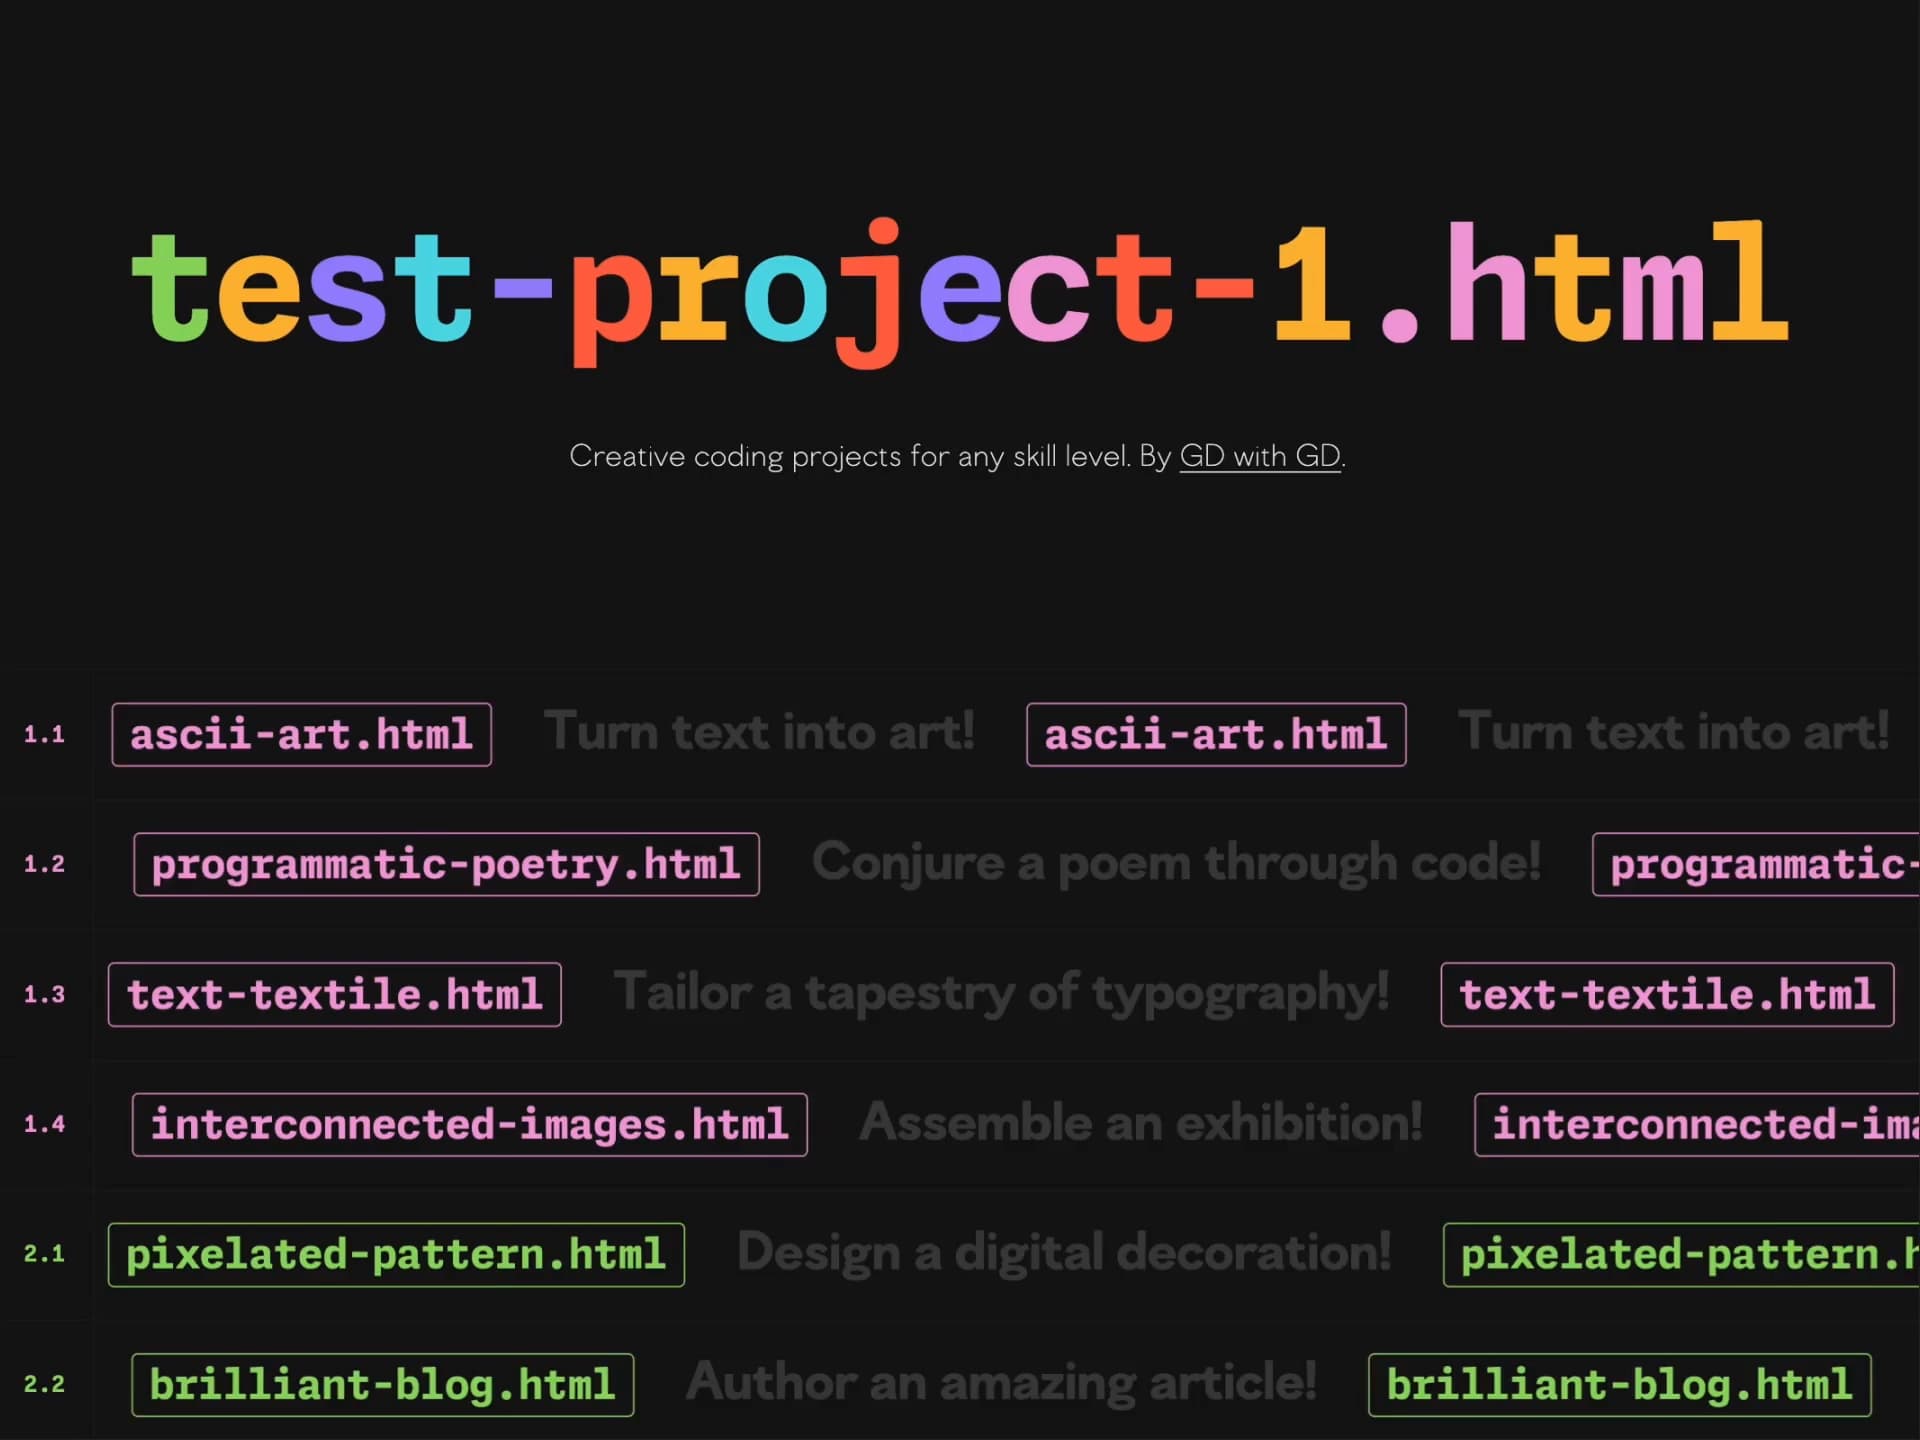 test-project-1.html
Creative coding projects for any skill level. By GD with GD.
1.1 ascii-art.html Turn text into art! ascii-art.html Turn text into art!
1.2 programmatic-poetry.html Conjure a poem through code! programmatic-
1.3 text-textile.html Tailor a tapestry of typography! text-textile.html
1.4 interconnected-images.html Assemble an exhibition! interconnected-ima
2.1 pixelated-pattern.html Design a digital decoration! pixelated-pattern.h
2.2 brilliant-blog.html Author an amazing article! brilliant-blog.html